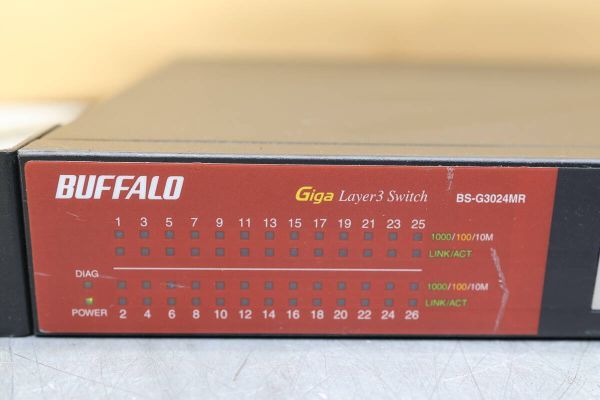 BUFFALO Giga Layer3 Switch BS-G3024MR
1 3 5 7 9 11 13 15 17 19 21 23 25
1000/100/10M
LINK/ACT
DIAG
1000/100/10M
LINK/ACT
POWER 2 4 6 8 10 12 14 16 18 20 22 24 26